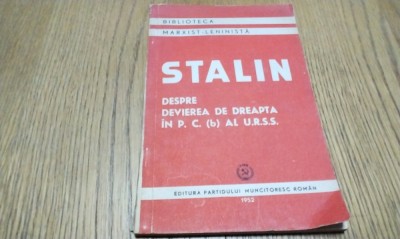 BIBLIOTECA
MARXIST-LENINISTĂ
STALIN
DESPRE
DEVIEREA DE DREAPTA
ÎN P. C. (b) AL U.R.S.S.
EDITURA PARTIDULUI MUNCITORESC ROMÂN
1952